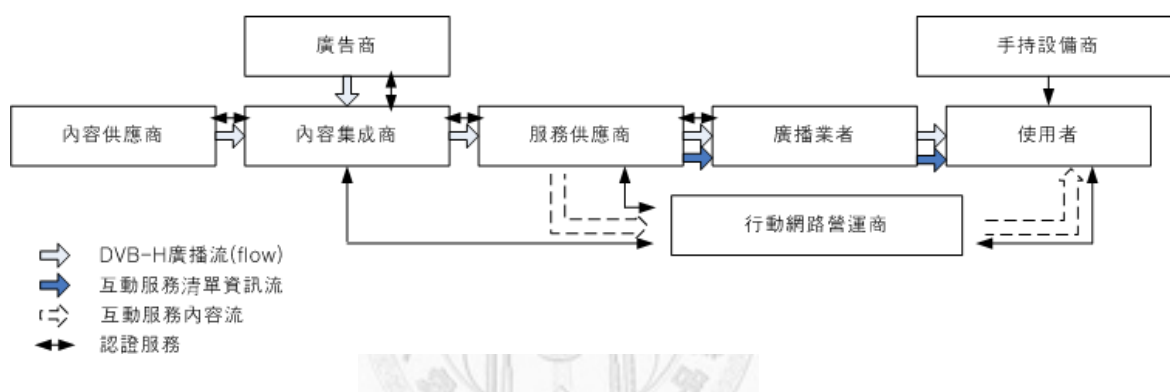 廣告商
手持設備商
內容供應商
內容集成商
服務供應商
廣播業者
使用者
行動網路營運商
DVB-H廣播流(flow)
互動服務清單資訊流
互動服務內容流
認證服務